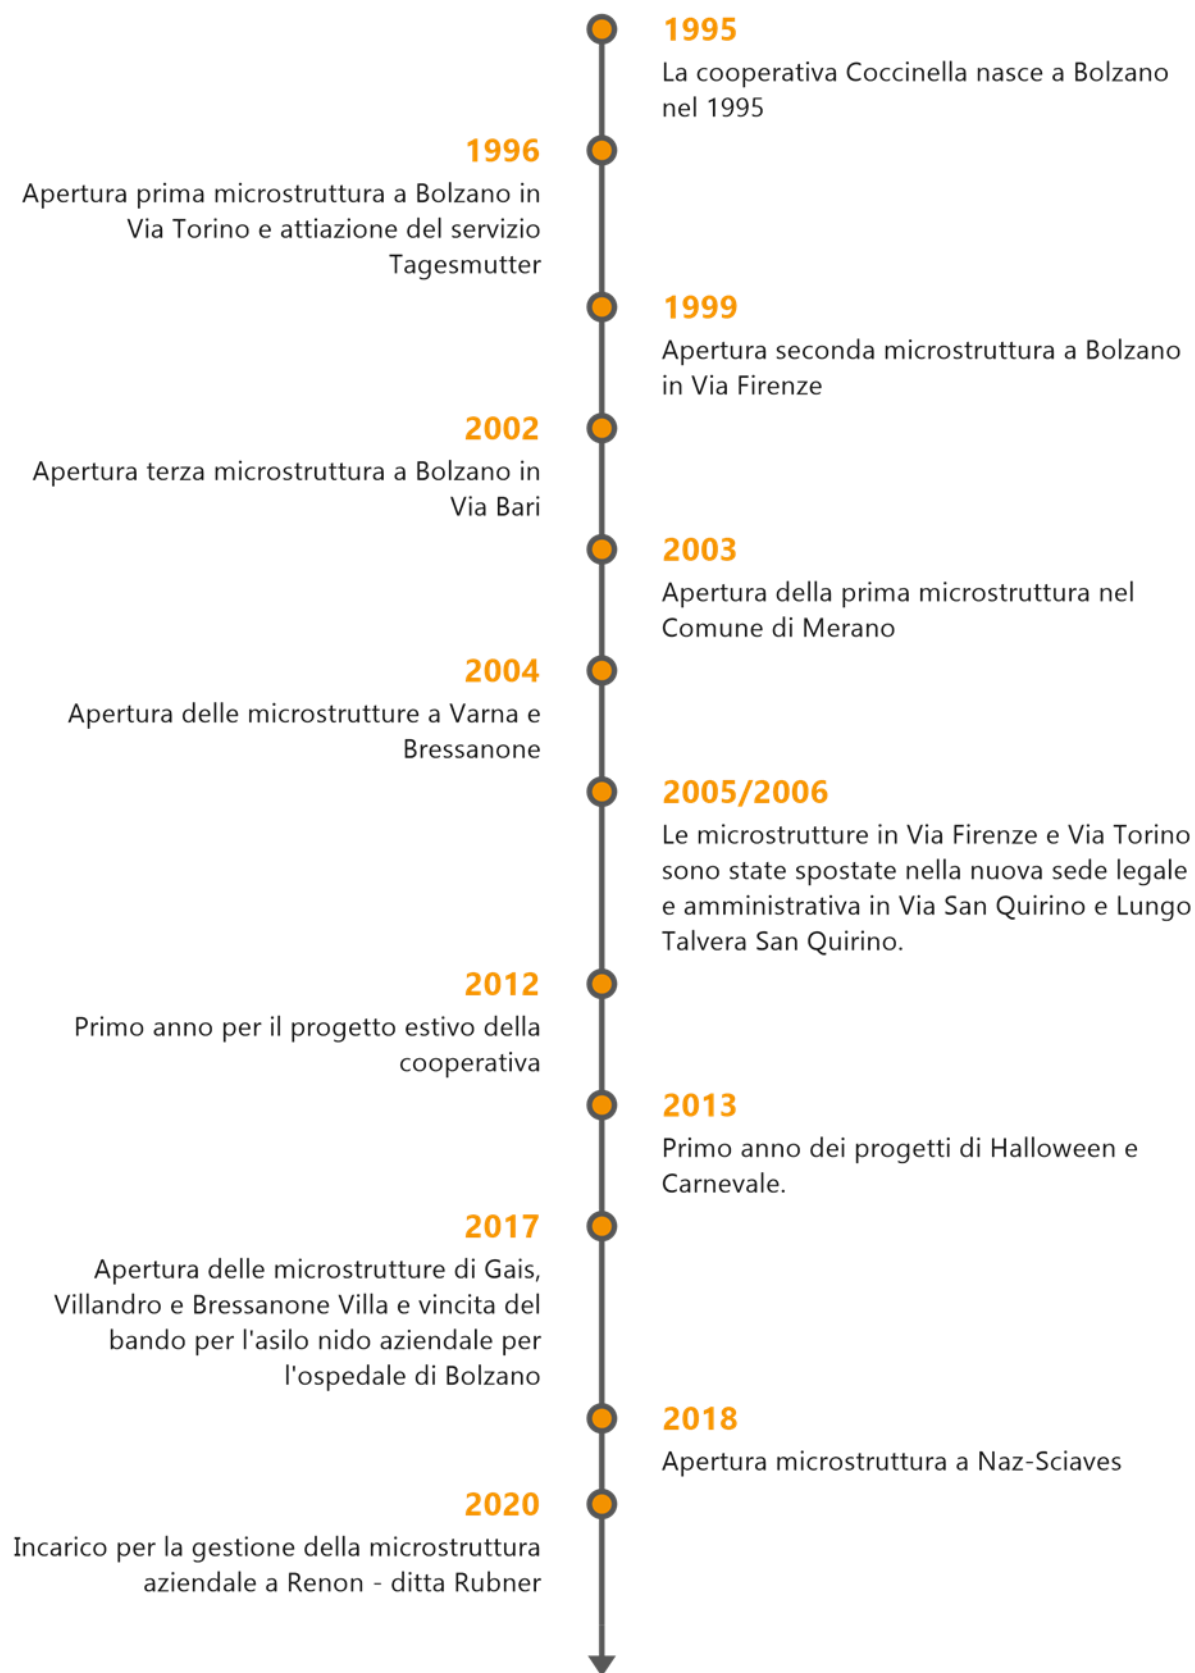 1995
La cooperativa Coccinella nasce a Bolzano
nel 1995
1996
Apertura prima microstruttura a Bolzano in
Via Torino e attiazione del servizio
Tagesmutter
1999
Apertura seconda microstruttura a Bolzano
in Via Firenze
2002
Apertura terza microstruttura a Bolzano in
Via Bari
2003
Apertura della prima microstruttura nel
Comune di Merano
2004
Apertura delle microstrutture a Varna e
Bressanone
2005/2006
Le microstrutture in Via Firenze e Via Torino
sono state spostate nella nuova sede legale
e amministrativa in Via San Quirino e Lungo
Talvera San Quirino.
2012
Primo anno per il progetto estivo della
cooperativa
2013
Primo anno dei progetti di Halloween e
Carnevale.
2017
Apertura delle microstrutture di Gais,
Villandro e Bressanone Villa e vincita del
bando per l'asilo nido aziendale per
l'ospedale di Bolzano
2018
Apertura microstruttura a Naz-Sciaves
2020
Incarico per la gestione della microstruttura
aziendale a Renon - ditta Rubner